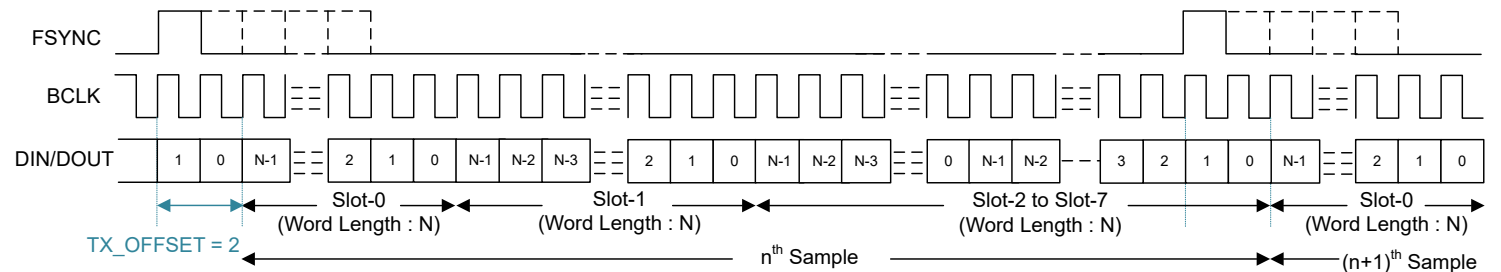 FSYNC
BCLK
DIN/DOUT
1 0 N-1 2 1 0 N-1 N-2 N-3 2 1 0 N-1 N-2 N-3 0 N-1 N-2 3 2 1 0 N-1 2 1 0
Slot-0 Slot-1 Slot-2 to Slot-7 Slot-0
(Word Length : N) (Word Length : N) (Word Length : N) (Word Length : N)
TX_OFFSET = 2
nth Sample (n+1)th Sample